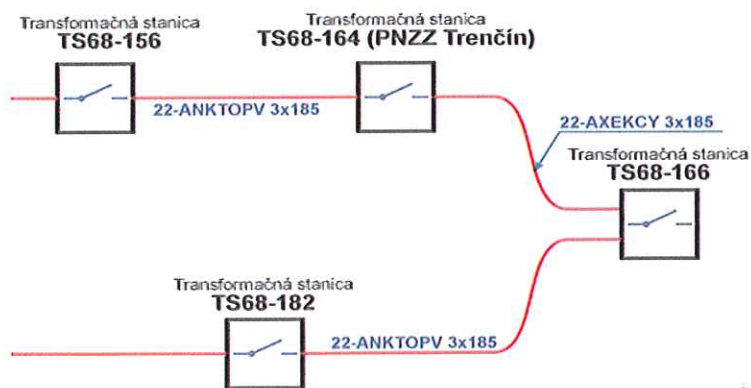 Transformačná stanica
TS68-156
Transformačná stanica
TS68-164 (PNZZ Trenčín)
22-ANKTOPV 3x185
22-AXEKCY 3x185
Transformačná stanica
TS68-166
Transformačná stanica
TS68-182
22-ANKTOPV 3x185